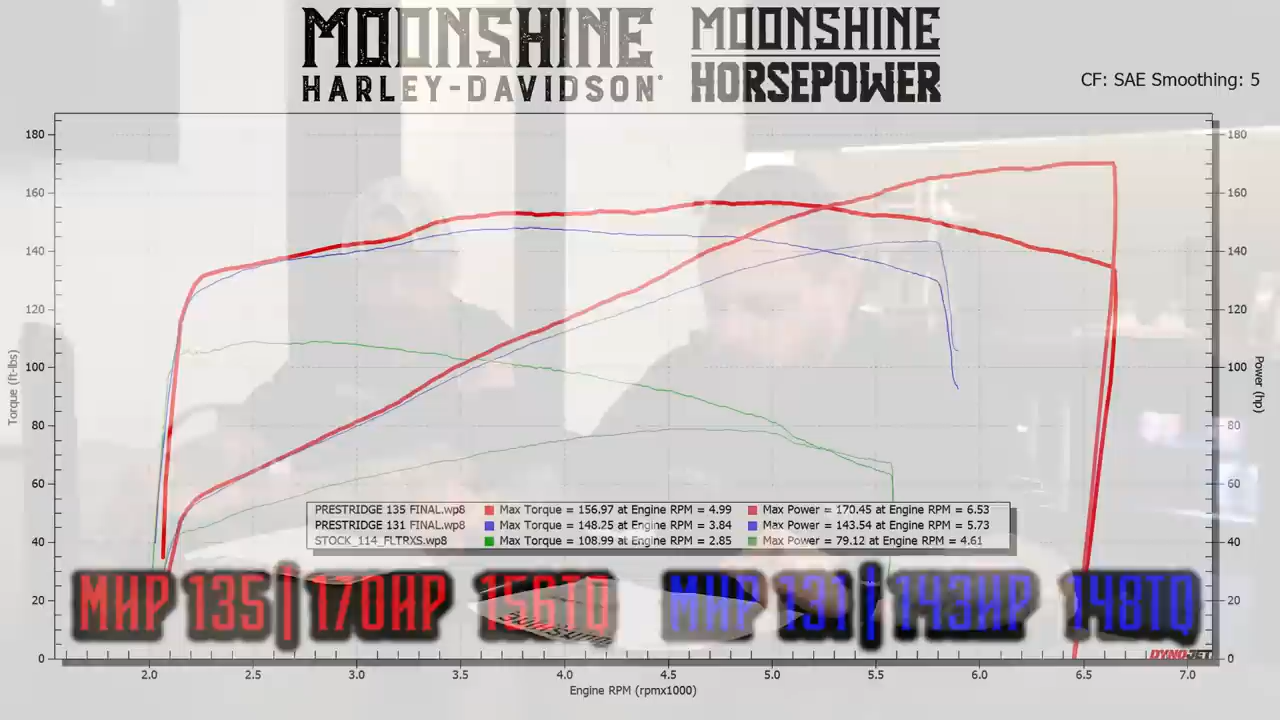 MOONSHINE MOONSHINE
HARLEY-DAVIDSON HORSEPOWER
CF: SAE Smoothing: 5
180 180
160 160
140 140
120 120
100 100
80 80
60 60
40 40
20 20
0 0
Torque (ft-lbs)
Power (hp)
PRESTRIDGE 135 FINAL.wp8 Max Torque = 156.97 at Engine RPM = 4.99 Max Power = 170.45 at Engine RPM = 6.53
PRESTRIDGE 131 FINAL.wp8 Max Torque = 148.25 at Engine RPM = 3.84 Max Power = 143.54 at Engine RPM = 5.73
STOCK_114_FLTRXS.wp8 Max Torque = 108.99 at Engine RPM = 2.85 Max Power = 79.12 at Engine RPM = 4.61
MHP 135 | 170HP 156TQ MHP 131 | 143HP 148TQ
DYNOJET
2.0 2.5 3.0 3.5 4.0 4.5 5.0 5.5 6.0 6.5 7.0
Engine RPM (rpmx1000)